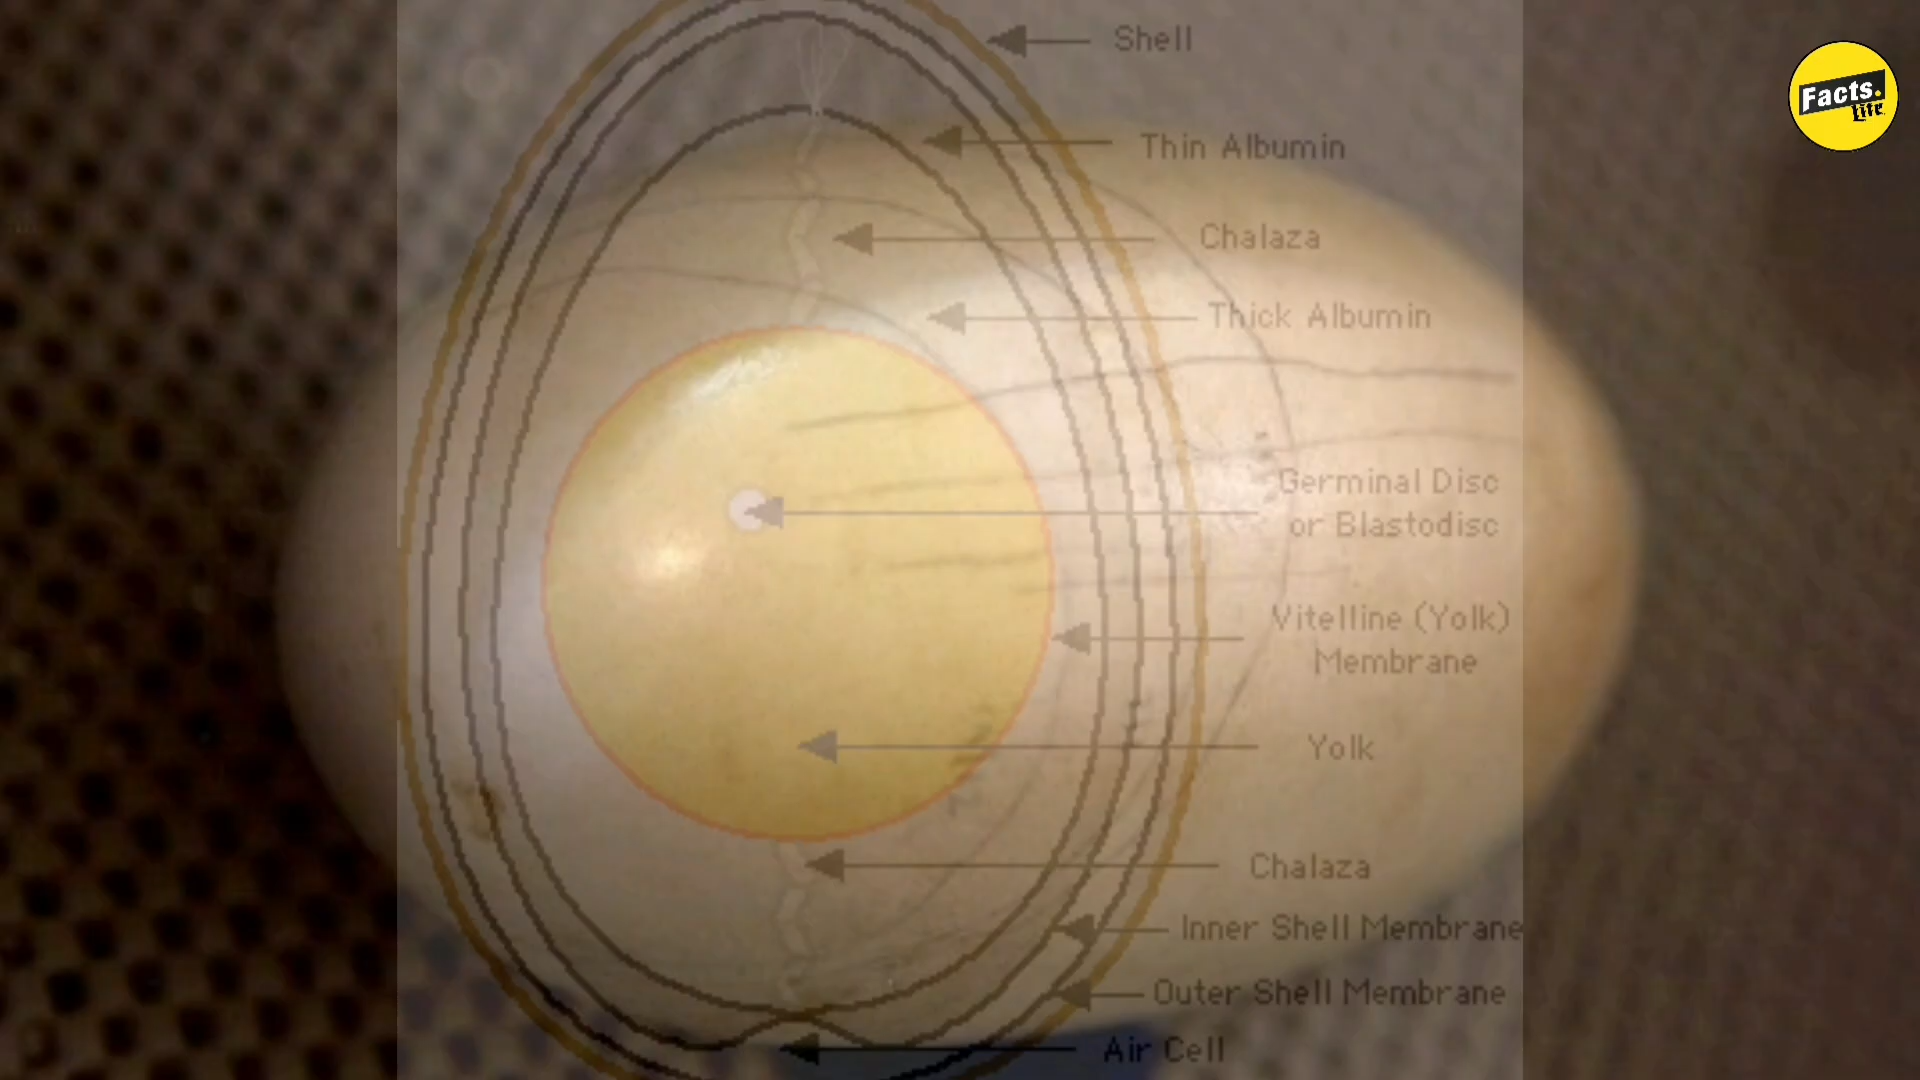 Shell
Facts.
Lite
Thin Albumin
Chalaza
Thick Albumin
Germinal Disc
or Blastodisc
Vitelline (Yolk)
Membrane
Yolk
Chalaza
Inner Shell Membrane
Outer Shell Membrane
Air Cell